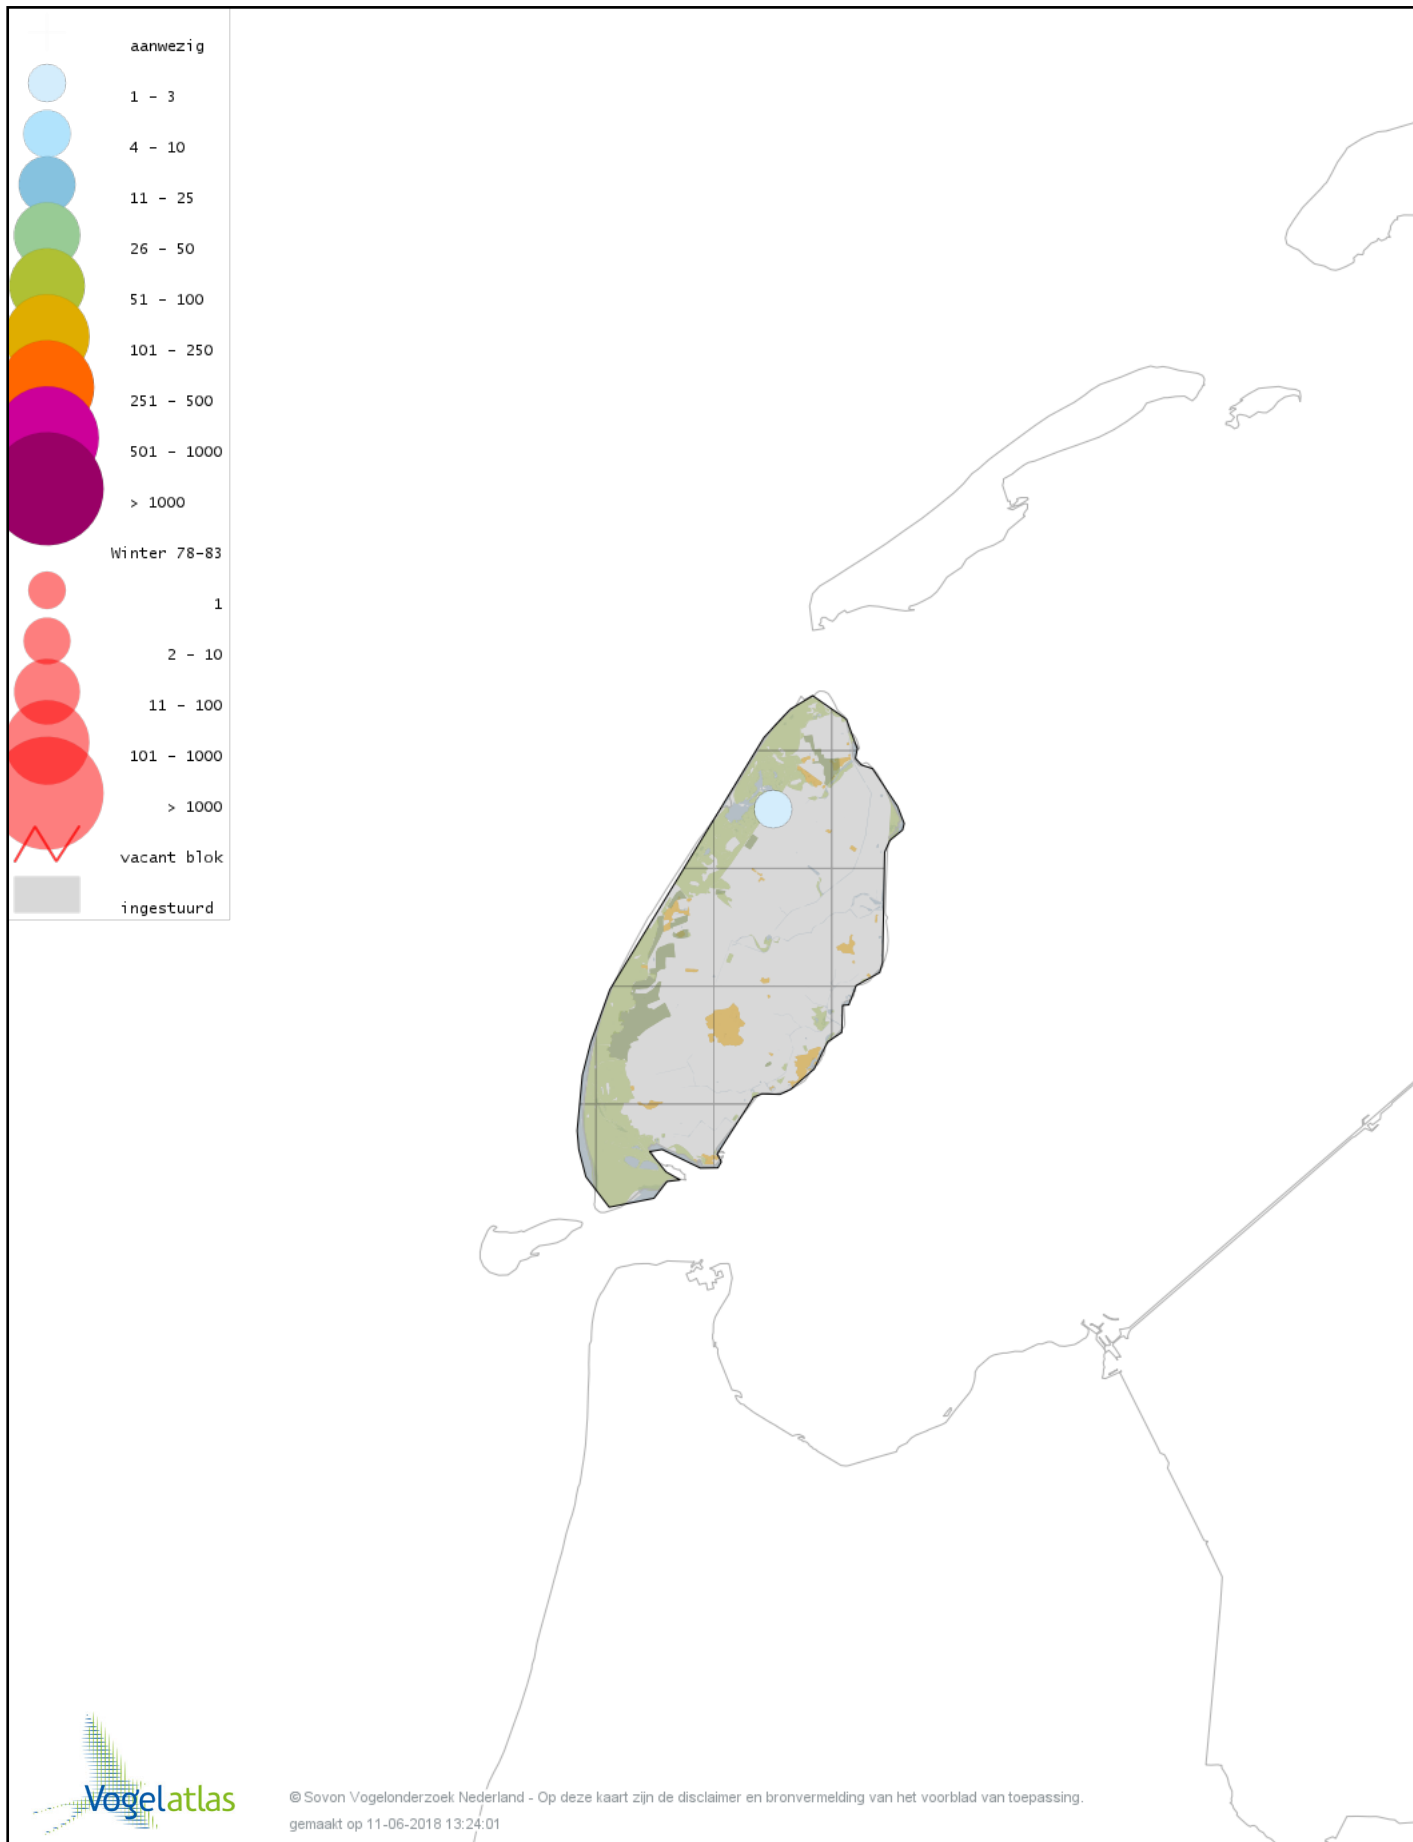 aanwezig
1 - 3
4 - 10
11 - 25
26 - 50
51 - 100
101 - 250
251 - 500
501 - 1000
> 1000
Winter 78-83
1
2 - 10
11 - 100
101 - 1000
> 1000
vacant blok
ingestuurd
Vogelatlas
© Sovon Vogelonderzoek Nederland - Op deze kaart zijn de disclaimer en bronvermelding van het voorblad van toepassing.
gemaakt op 11-06-2018 13:24:01